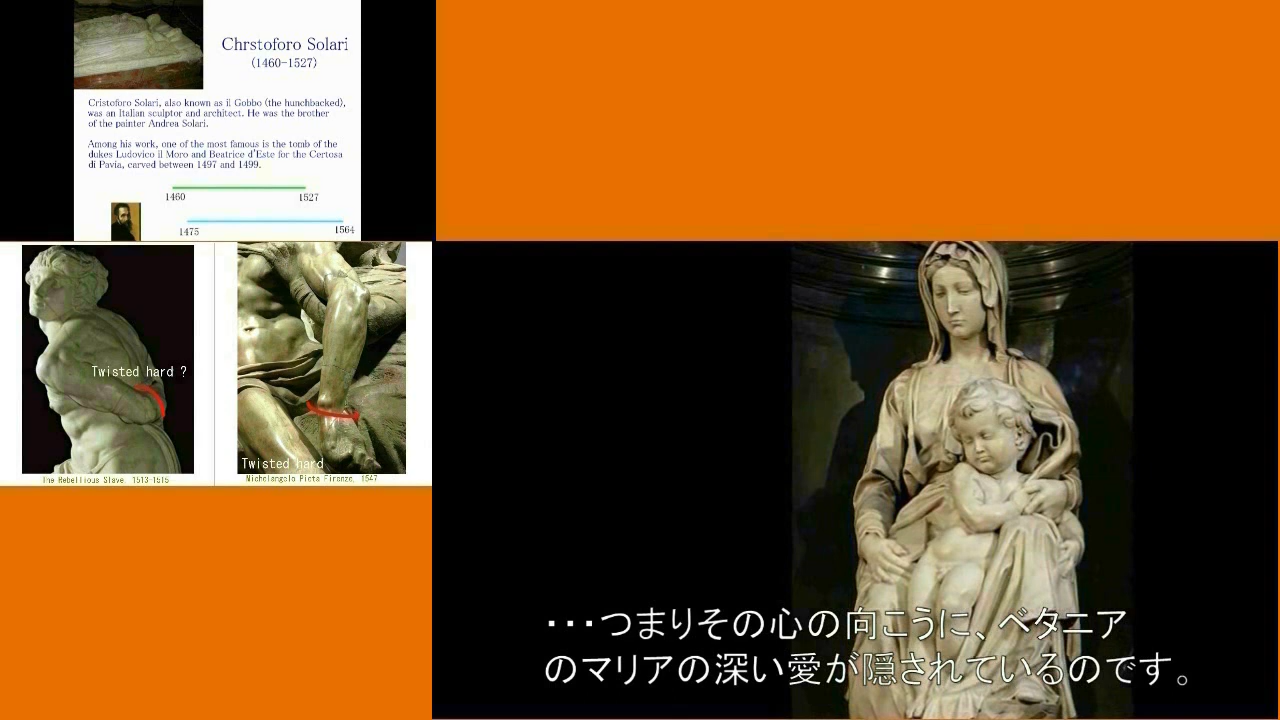 Chrstoforo Solari
(1460-1527)
Cristoforo Solari, also known as il Gobbo (the hunchbacked),
was an Italian sculptor and architect. He was the brother
of the painter Andrea Solari.
Among his work, one of the most famous is the tomb of the
dukes Ludovico il Moro and Beatrice d'Este for the Certosa
di Pavia, carved between 1497 and 1499.
1460 1527
1475 1564
Twisted hard ?
The Rebellious Slave 1513-1515
Twisted hard
Michelangelo Pieta Firenze, 1547
・・・つまりその心の向こうに、ベタニア
のマリアの深い愛が隠されているのです。